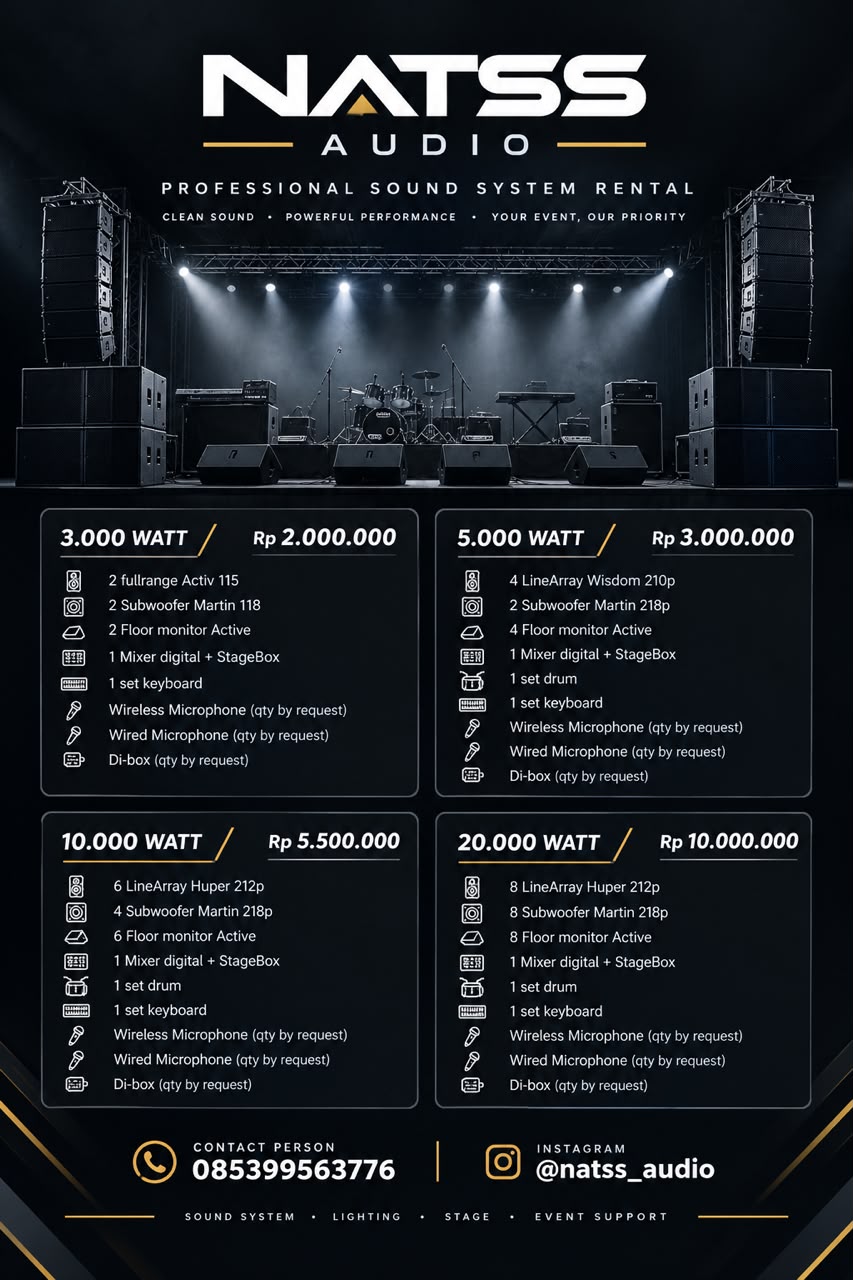 NATSS
AUDIO
PROFESSIONAL SOUND SYSTEM RENTAL
CLEAN SOUND • POWERFUL PERFORMANCE • YOUR EVENT, OUR PRIORITY
3.000 WATT / Rp 2.000.000
2 fullrange Activ 115
2 Subwoofer Martin 118
2 Floor monitor Active
1 Mixer digital + StageBox
1 set keyboard
Wireless Microphone (qty by request)
Wired Microphone (qty by request)
Di-box (qty by request)
5.000 WATT / Rp 3.000.000
4 LineArray Wisdom 210p
2 Subwoofer Martin 218p
4 Floor monitor Active
1 Mixer digital + StageBox
1 set drum
1 set keyboard
Wireless Microphone (qty by request)
Wired Microphone (qty by request)
Di-box (qty by request)
10.000 WATT / Rp 5.500.000
6 LineArray Huper 212p
4 Subwoofer Martin 218p
6 Floor monitor Active
1 Mixer digital + StageBox
1 set drum
1 set keyboard
Wireless Microphone (qty by request)
Wired Microphone (qty by request)
Di-box (qty by request)
20.000 WATT / Rp 10.000.000
8 LineArray Huper 212p
8 Subwoofer Martin 218p
8 Floor monitor Active
1 Mixer digital + StageBox
1 set drum
1 set keyboard
Wireless Microphone (qty by request)
Wired Microphone (qty by request)
Di-box (qty by request)
CONTACT PERSON
085399563776
INSTAGRAM
@natss_audio
SOUND SYSTEM • LIGHTING • STAGE • EVENT SUPPORT